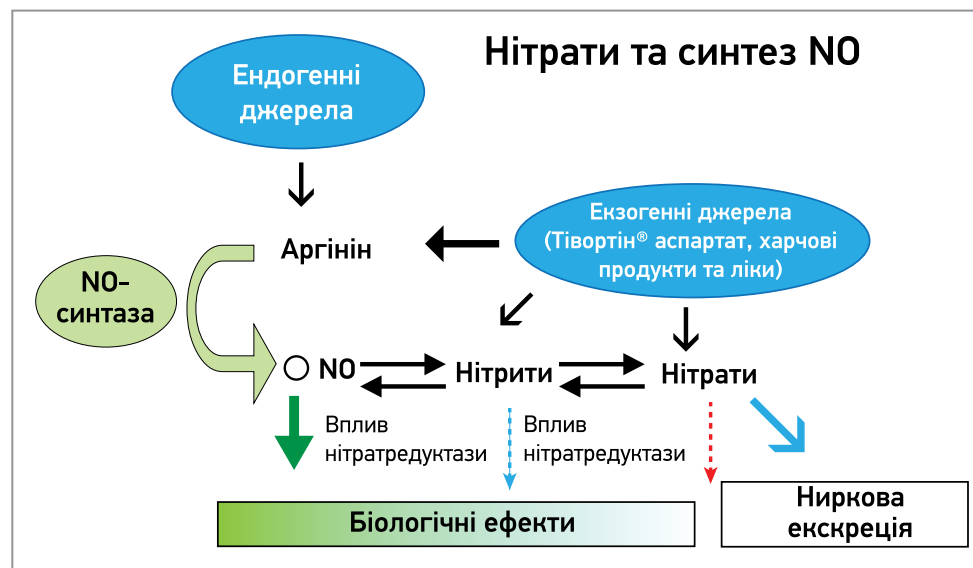 Нітрати та синтез NO
Ендогенні
джерела
Екзогенні джерела
(Тівортін® аспартат, харчові
продукти та ліки)
Аргінін
NO-
синтаза
NO
Нітрити
Нітрати
Вплив
нітратредуктази
Вплив
нітратредуктази
Біологічні ефекти
Ниркова
екскреція